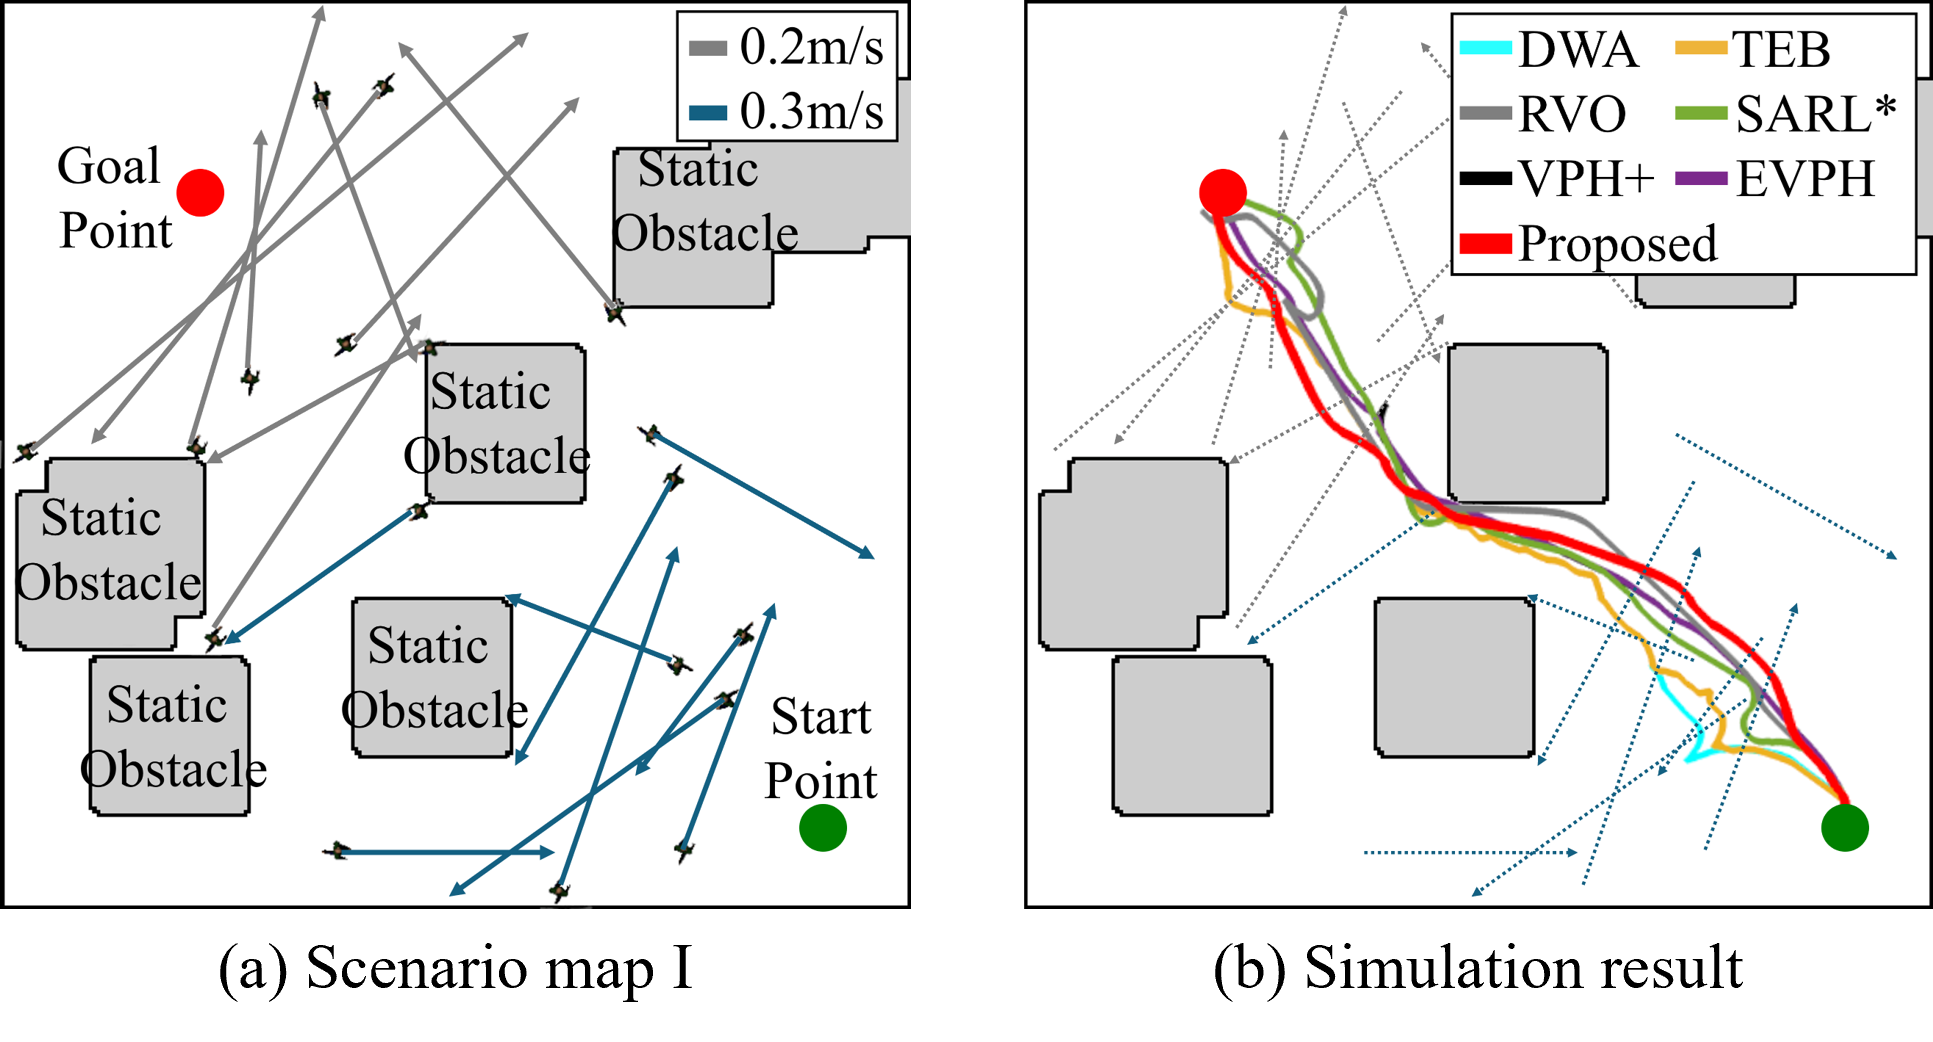 0.2m/s
0.3m/s
Goal
Point
Static
Obstacle
Static
Obstacle
Static
Obstacle
Static
Obstacle
Static
Obstacle
Start
Point
(a) Scenario map I
DWA TEB
RVO SARL*
VPH+ EVPH
Proposed
(b) Simulation result